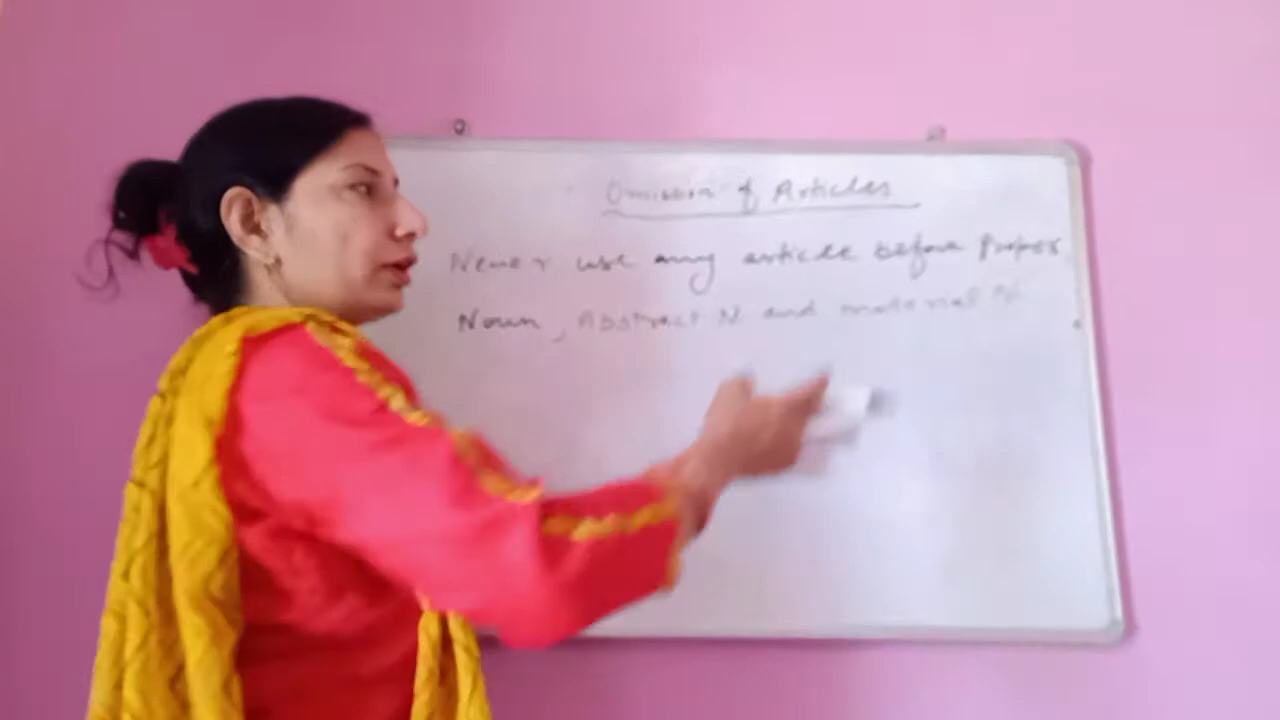 Omission of Articles
Never use any article before Proper
Noun, Abstract N and material N